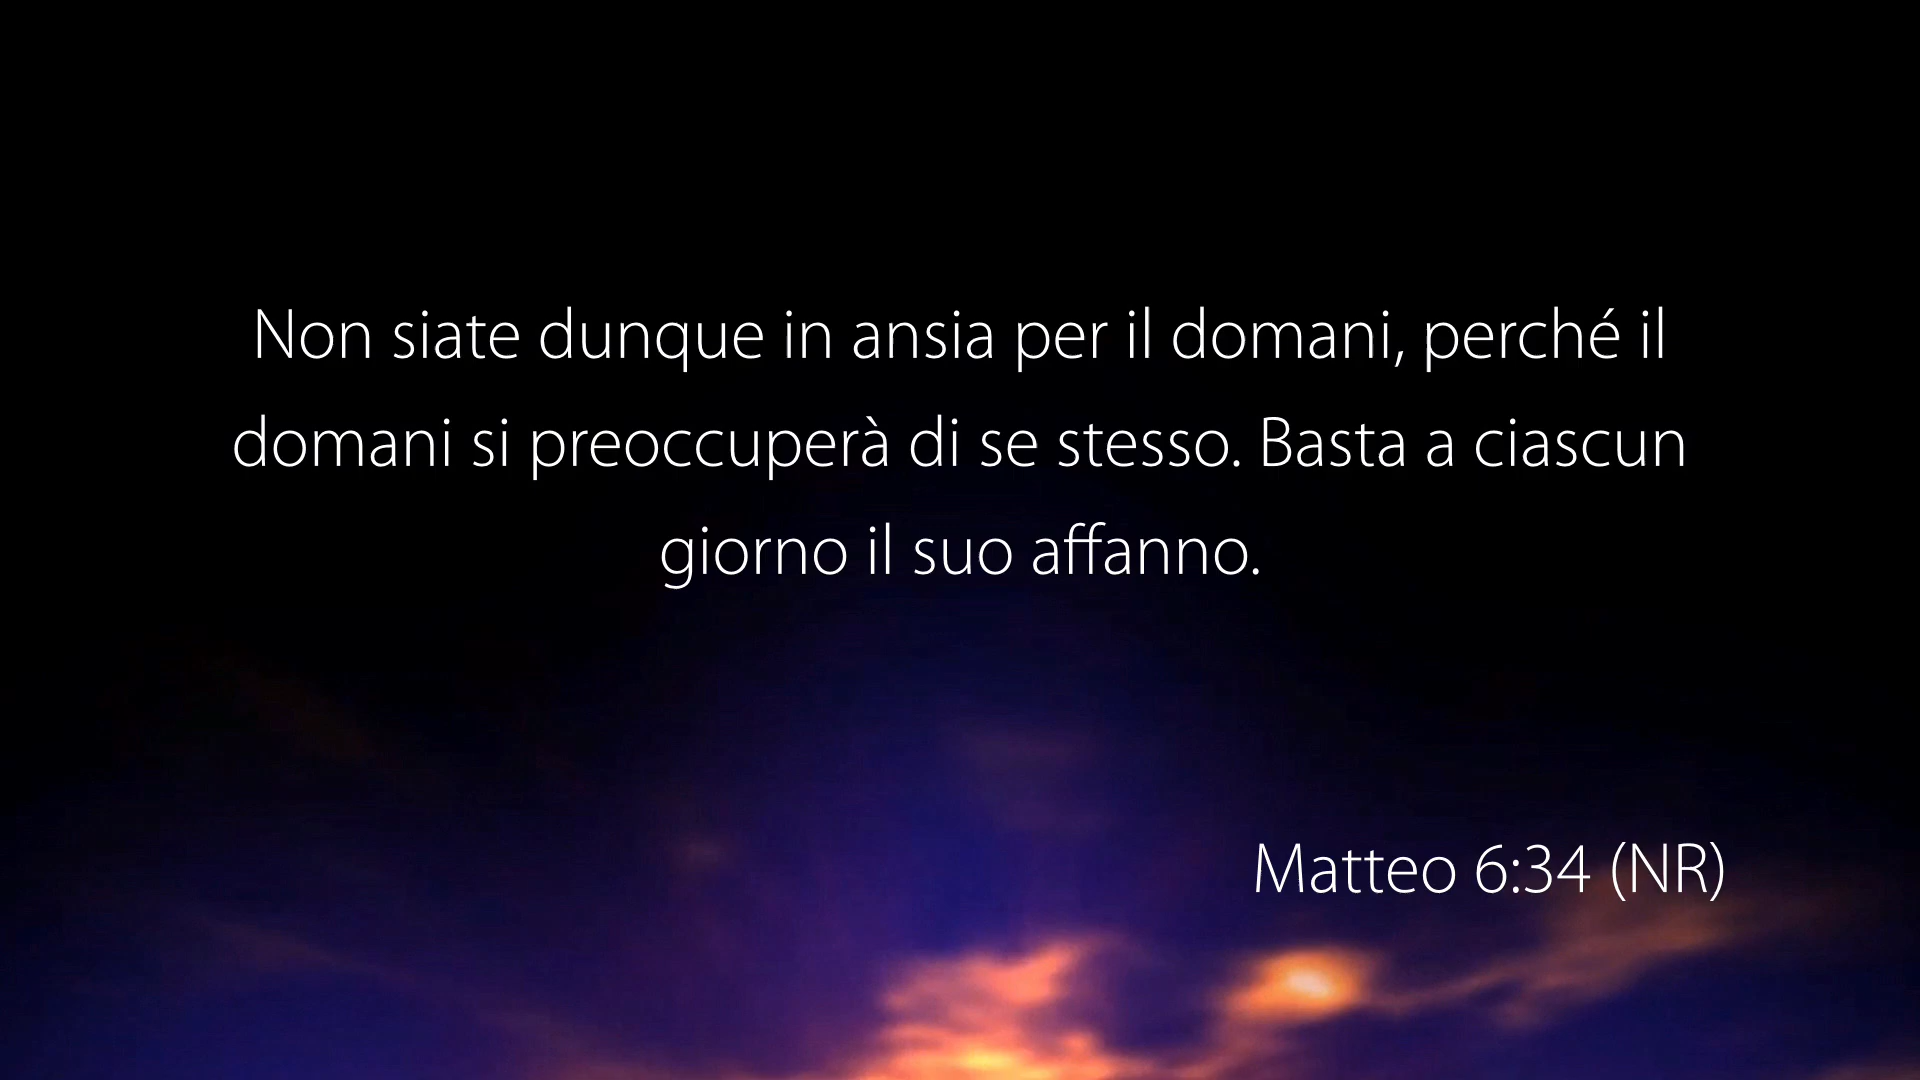 Non siate dunque in ansia per il domani, perché il
domani si preoccuperà di se stesso. Basta a ciascun
giorno il suo affanno.
Matteo 6:34 (NR)